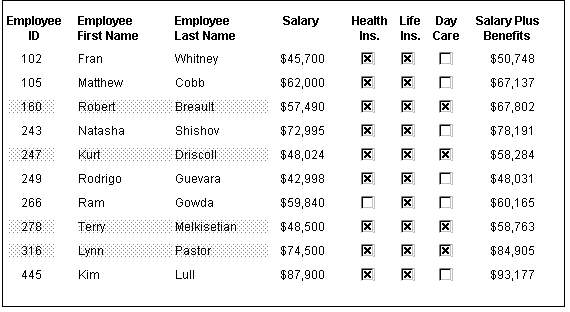 Employee Employee Employee Salary Health Life Day Salary Plus
ID First Name Last Name Ins. Ins. Care Benefits
102 Fran Whitney $45,700 $50,748
105 Matthew Cobb $62,000 $67,137
160 Robert Breault $57,490 $67,802
243 Natasha Shishov $72,995 $78,191
247 Kurt Driscoll $48,024 $58,284
249 Rodrigo Guevara $42,998 $48,031
266 Ram Gowda $59,840 $60,165
278 Terry Melkisetian $48,500 $58,763
316 Lynn Pastor $74,500 $84,905
445 Kim Lull $87,900 $93,177